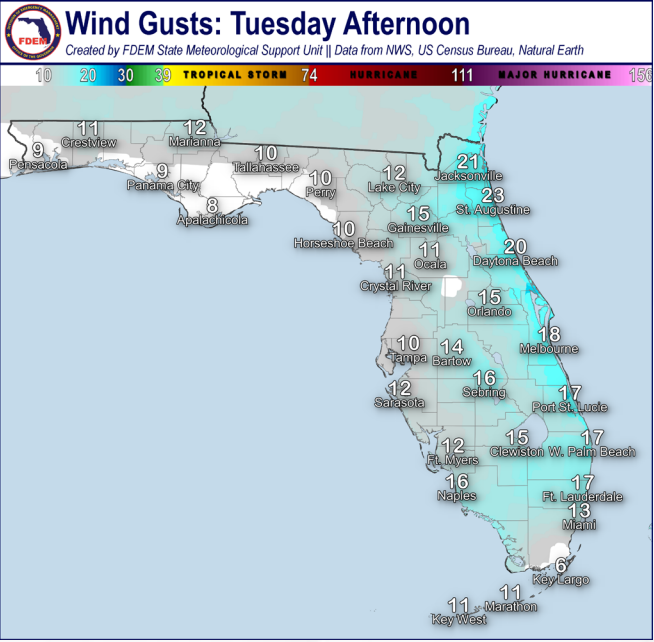 Wind Gusts: Tuesday Afternoon
Created by FDEM State Meteorological Support Unit || Data from NWS, US Census Bureau, Natural Earth
FDEM
10 20 30 39 TROPICAL STORM 74 HURRICANE 111 MAJOR HURRICANE 156
9
Pensacola
11
Crestview
12
Marianna
9
Panama City
8
Apalachicola
10
Tallahassee
10
Perry
12
Lake City
21
Jacksonville
23
St. Augustine
15
Gainesville
10
Horseshoe Beach
11
Ocala
20
Daytona Beach
11
Crystal River
15
Orlando
18
Melbourne
10
Tampa
14
Bartow
16
Sebring
12
Sarasota
17
Port St. Lucie
12
Ft. Myers
15
Clewiston
17
W. Palm Beach
16
Naples
17
Ft. Lauderdale
13
Miami
6
Key Largo
11
Marathon
11
Key West